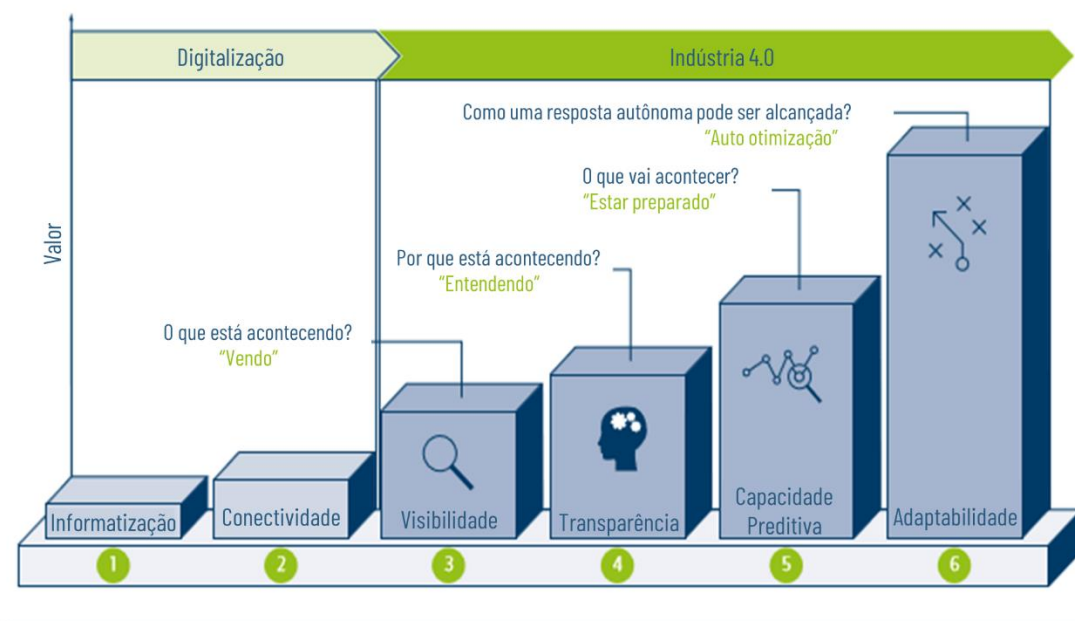 Digitalização
Indústria 4.0
Como uma resposta autônoma pode ser alcançada?
“Auto otimização”
O que vai acontecer?
“Estar preparado”
Por que está acontecendo?
“Entendendo”
O que está acontecendo?
“Vendo”
Valor
Informatização
Conectividade
Visibilidade
Transparência
Capacidade
Preditiva
Adaptabilidade
1
2
3
4
5
6